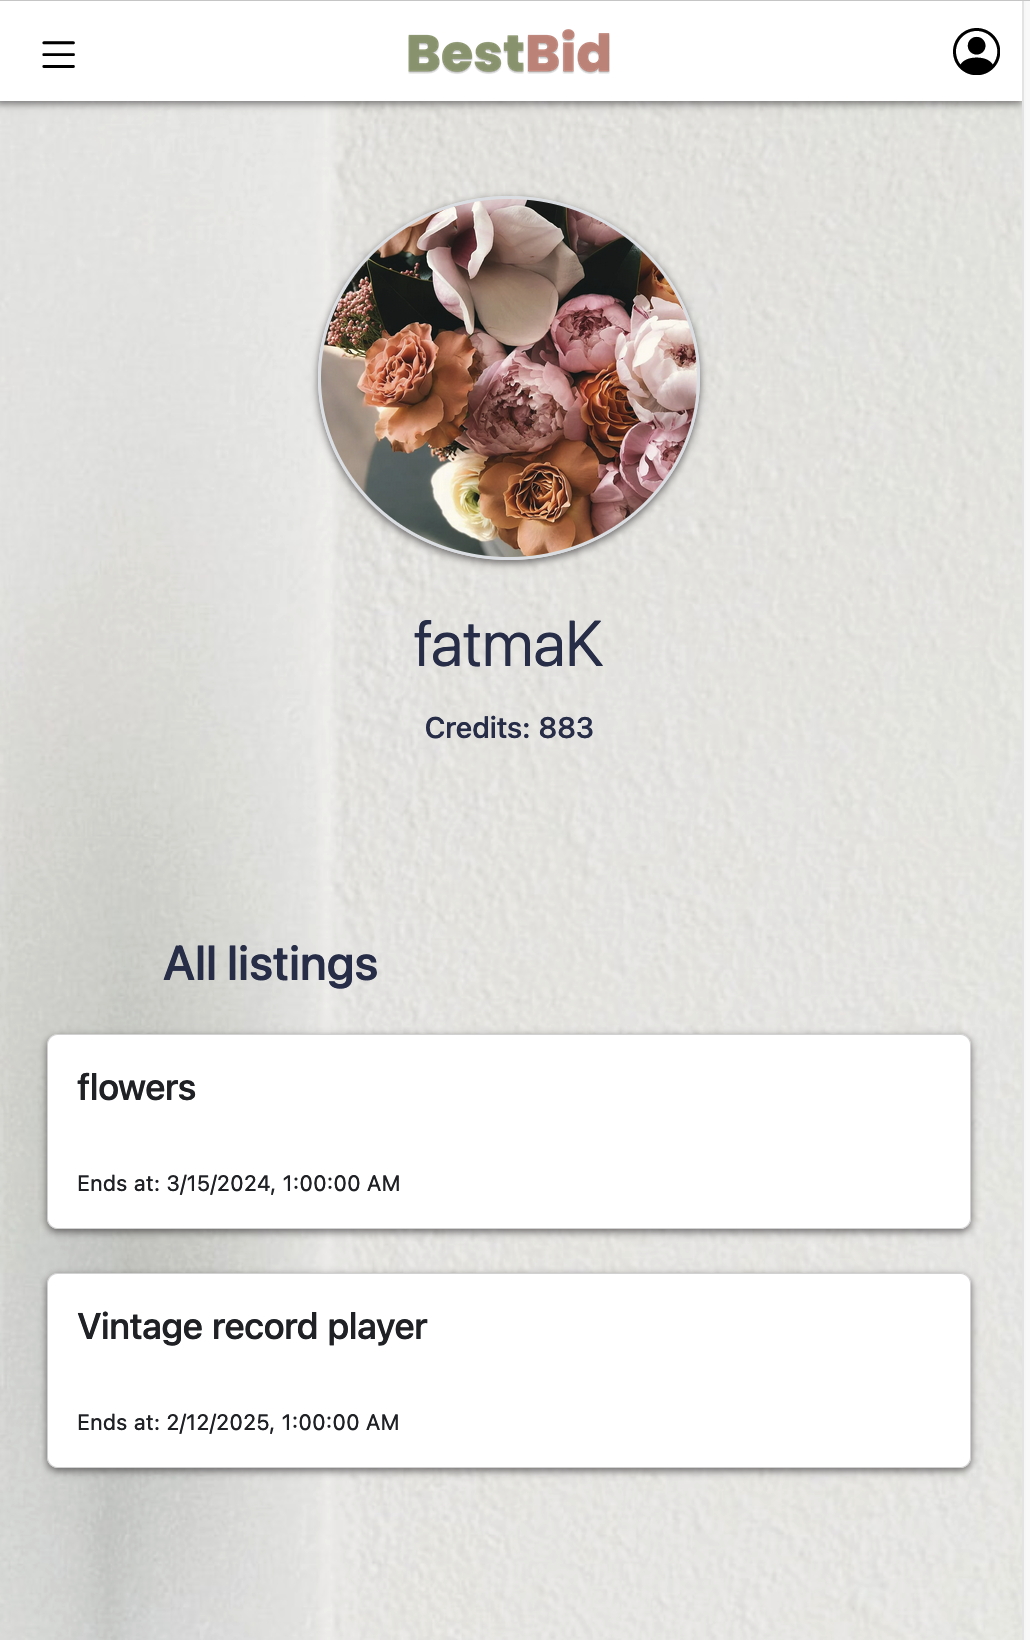 BestBid
fatmaK
Credits: 883
All listings
flowers
Ends at: 3/15/2024, 1:00:00 AM
Vintage record player
Ends at: 2/12/2025, 1:00:00 AM